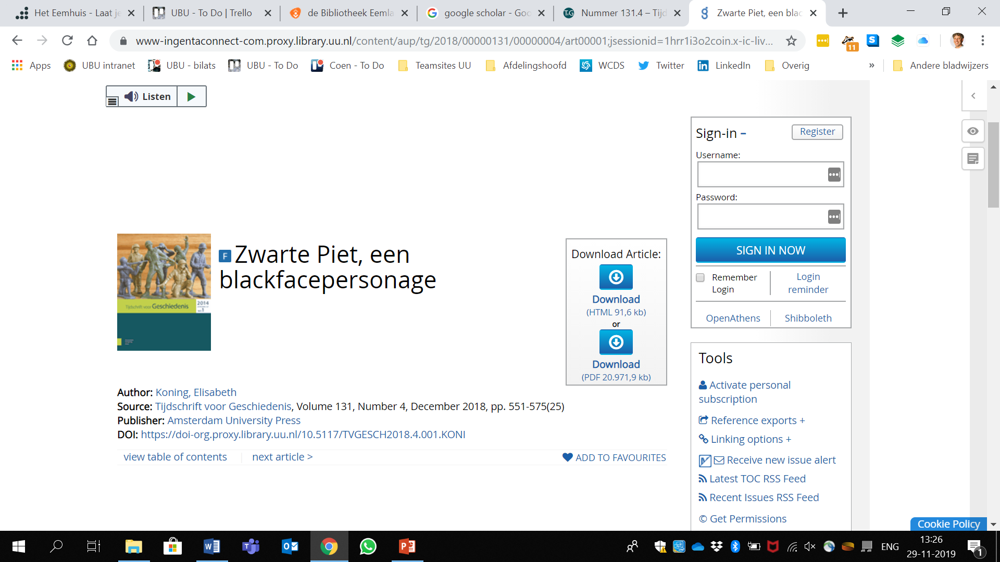 Het Eemhuis - Laat je
UBU - To Do | Trello
de Bibliotheek Eemla
google scholar - Goo
Nummer 131.4 – Tijd
Zwarte Piet, een blac
www-ingentaconnect-com.proxy.library.uu.nl/content/aup/tg/2018/00000131/00000004/art00001;jsessionid=1hrr1i3o2coin.x-ic-liv...
11
Apps
UBU intranet
UBU - bilats
UBU - To Do
Coen - To Do
Teamsites UU
Afdelingshoofd
WCDS
Twitter
LinkedIn
Overig
»
Andere bladwijzers
Listen
Sign-in –
Register
Username:
Password:
SIGN IN NOW
Remember
Login
Login
reminder
OpenAthens
Shibboleth
2014
Tijdschrift voor Geschiedenis
F Zwarte Piet, een
blackfacepersonage
Download Article:
Download
(HTML 91,6 kb)
or
Download
(PDF 20.971,9 kb)
Author: Koning, Elisabeth
Source: Tijdschrift voor Geschiedenis, Volume 131, Number 4, December 2018, pp. 551-575(25)
Publisher: Amsterdam University Press
DOI: https://doi-org.proxy.library.uu.nl/10.5117/TVGESCH2018.4.001.KONI
view table of contents
next article >
ADD TO FAVOURITES
Tools
Activate personal
subscription
Reference exports +
Linking options +
Receive new issue alert
Latest TOC RSS Feed
Recent Issues RSS Feed
© Get Permissions
Cookie Policy
ENG
13:26
29-11-2019
1